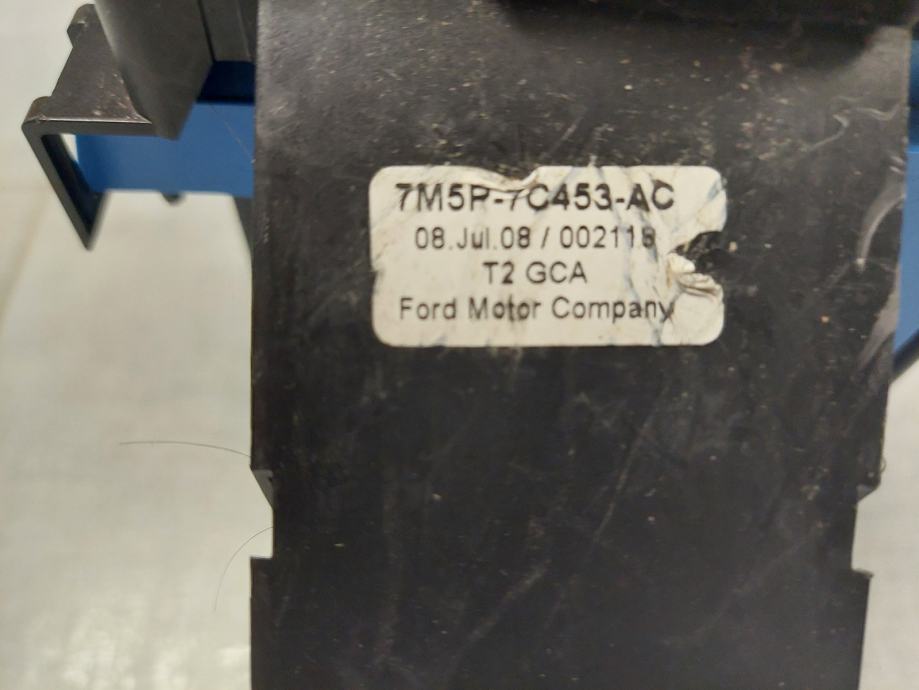 7M5P-7C453-AC
08.Jul.08 / 002118
T2 GCA
Ford Motor Company